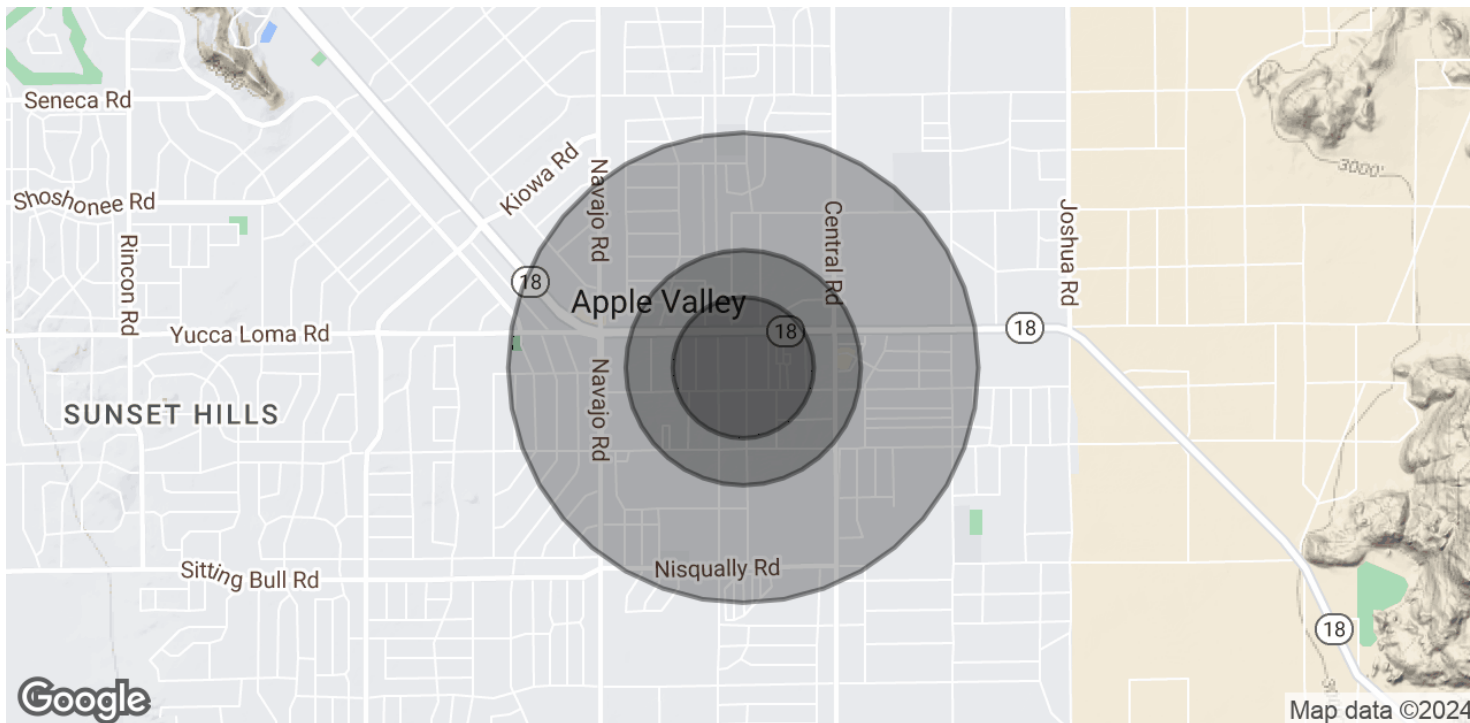 Seneca Rd
Kiowa Rd
Navajo Rd
3000'
Shoshonee Rd
Rincon Rd
Central Rd
Joshua Rd
18
Apple Valley
18
18
Yucca Loma Rd
Navajo Rd
SUNSET HILLS
Nisqually Rd
Sitting Bull Rd
18
Google
Map data ©2024